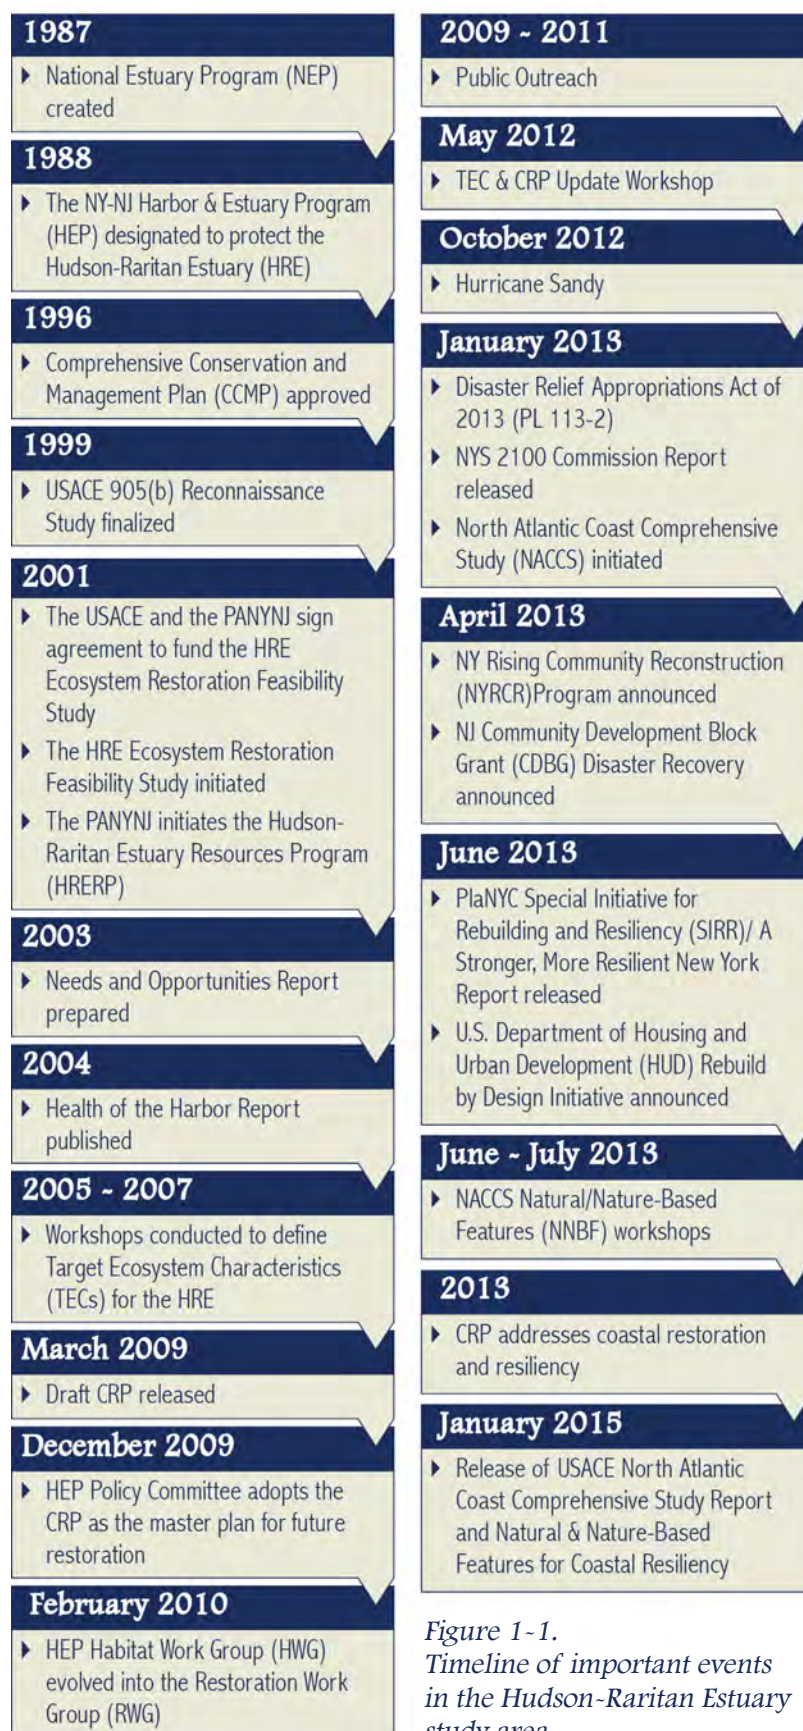 1987
National Estuary Program (NEP)
created
1988
The NY-NJ Harbor & Estuary Program
(HEP) designated to protect the
Hudson-Raritan Estuary (HRE)
1996
Comprehensive Conservation and
Management Plan (CCMP) approved
1999
USACE 905(b) Reconnaissance
Study finalized
2001
The USACE and the PANYNJ sign
agreement to fund the HRE
Ecosystem Restoration Feasibility
Study
The HRE Ecosystem Restoration
Feasibility Study initiated
The PANYNJ initiates the Hudson-
Raritan Estuary Resources Program
(HRERP)
2003
Needs and Opportunities Report
prepared
2004
Health of the Harbor Report
published
2005 - 2007
Workshops conducted to define
Target Ecosystem Characteristics
(TECs) for the HRE
March 2009
Draft CRP released
December 2009
HEP Policy Committee adopts the
CRP as the master plan for future
restoration
February 2010
HEP Habitat Work Group (HWG)
evolved into the Restoration Work
Group (RWG)
2009 - 2011
Public Outreach
May 2012
TEC & CRP Update Workshop
October 2012
Hurricane Sandy
January 2013
Disaster Relief Appropriations Act of
2013 (PL 113-2)
NYS 2100 Commission Report
released
North Atlantic Coast Comprehensive
Study (NACCS) initiated
April 2013
NY Rising Community Reconstruction
(NYRCR)Program announced
NJ Community Development Block
Grant (CDBG) Disaster Recovery
announced
June 2013
PlaNYC Special Initiative for
Rebuilding and Resiliency (SIRR)/ A
Stronger, More Resilient New York
Report released
U.S. Department of Housing and
Urban Development (HUD) Rebuild
by Design Initiative announced
June - July 2013
NACCS Natural/Nature-Based
Features (NNBF) workshops
2013
CRP addresses coastal restoration
and resiliency
January 2015
Release of USACE North Atlantic
Coast Comprehensive Study Report
and Natural & Nature-Based
Features for Coastal Resiliency
Figure 1-1.
Timeline of important events
in the Hudson-Raritan Estuary
study area